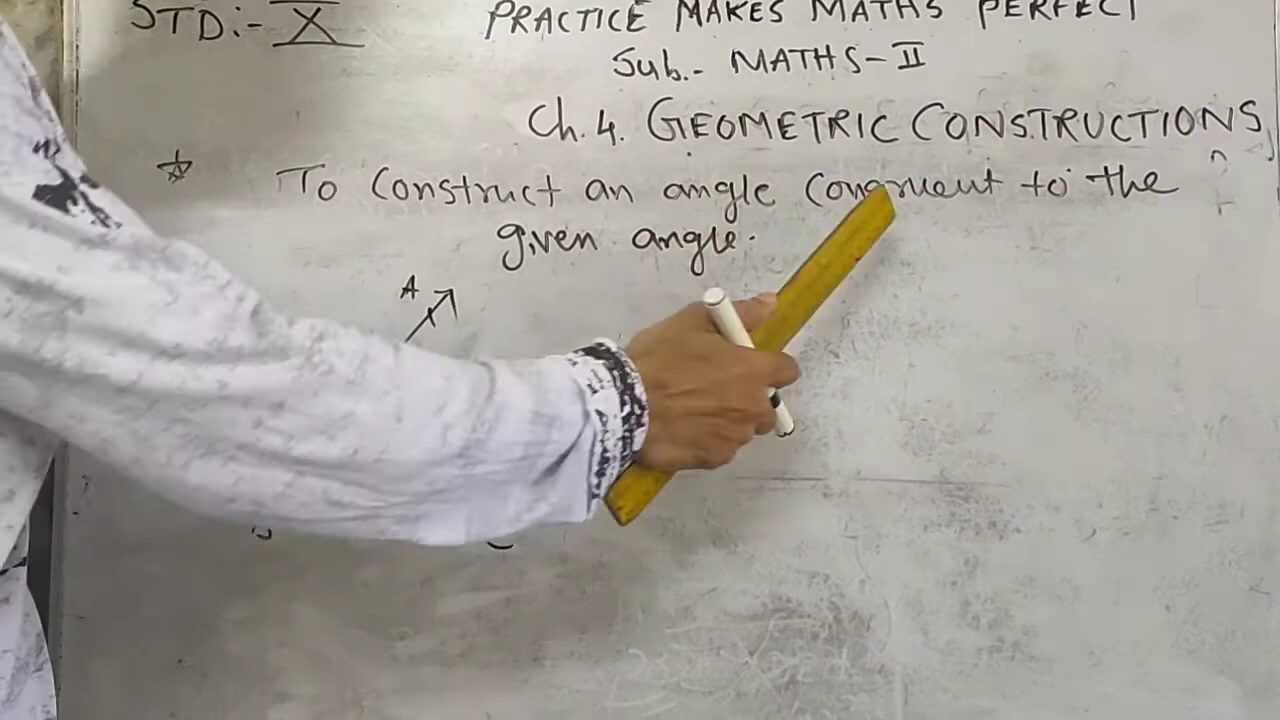 STD:- X
PRACTICE MAKES MATHS PERFECT
Sub.- MATHS-II
Ch.4. GEOMETRIC CONSTRUCTIONS
To Construct an angle Congruent to the
given angle.
A